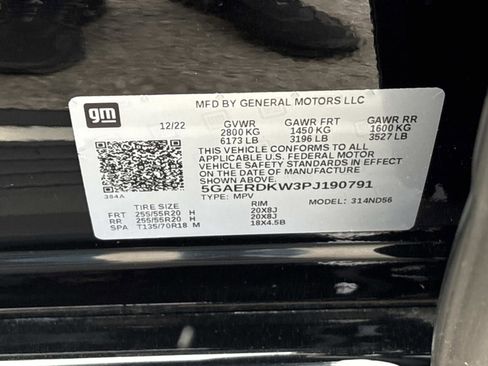 gm
MFD BY GENERAL MOTORS LLC
12/22 GVWR GAWR FRT GAWR RR
2800 KG 1450 KG 1600 KG
6173 LB 3196 LB 3527 LB
THIS VEHICLE CONFORMS TO ALL
APPLICABLE U.S. FEDERAL MOTOR
VEHICLE SAFETY STANDARDS IN EFFECT
ON THE DATE OF MANUFACTURE SHOWN ABOVE.
5GAERDKW3PJ190791
384A TYPE: MPV MODEL: 314ND56
TIRE SIZE RIM
FRT 255/55R20 H 20X8J
RR 255/55R20 H 20X8J
SPA T135/70R18 M 18X4.5B